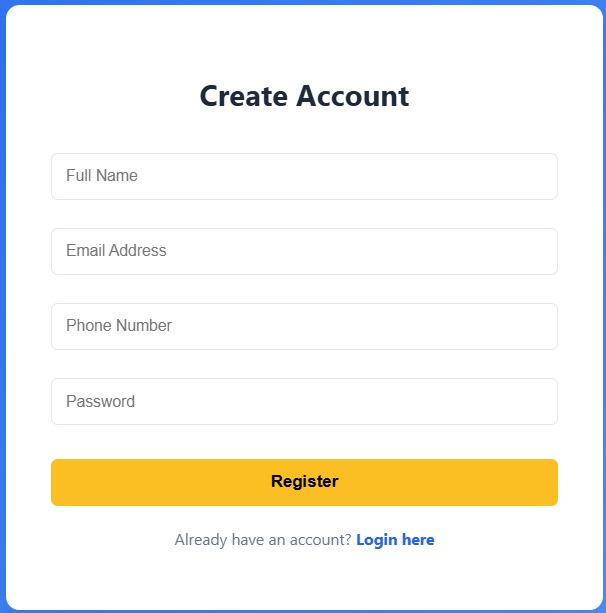 Create Account
Full Name
Email Address
Phone Number
Password
Register
Already have an account? Login here